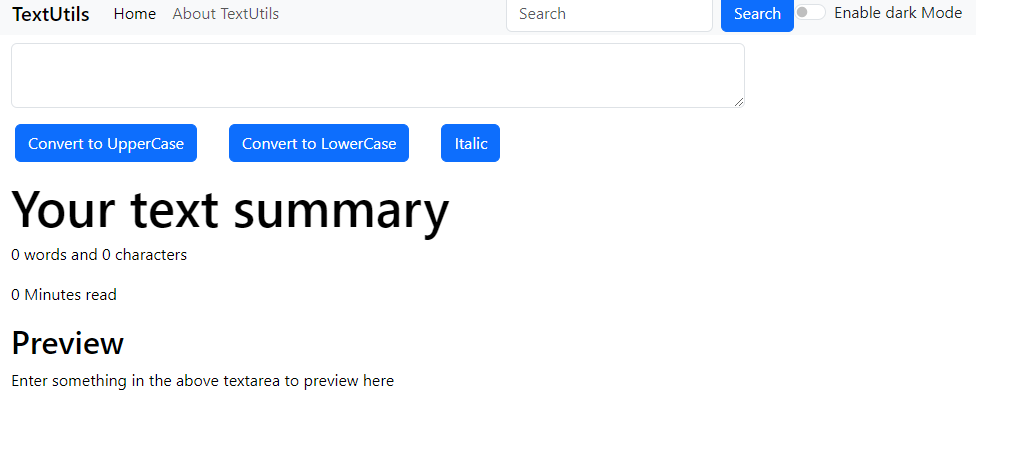 TextUtils Home About TextUtils Search Search Enable dark Mode
Convert to UpperCase Convert to LowerCase Italic
Your text summary
0 words and 0 characters
0 Minutes read
Preview
Enter something in the above textarea to preview here